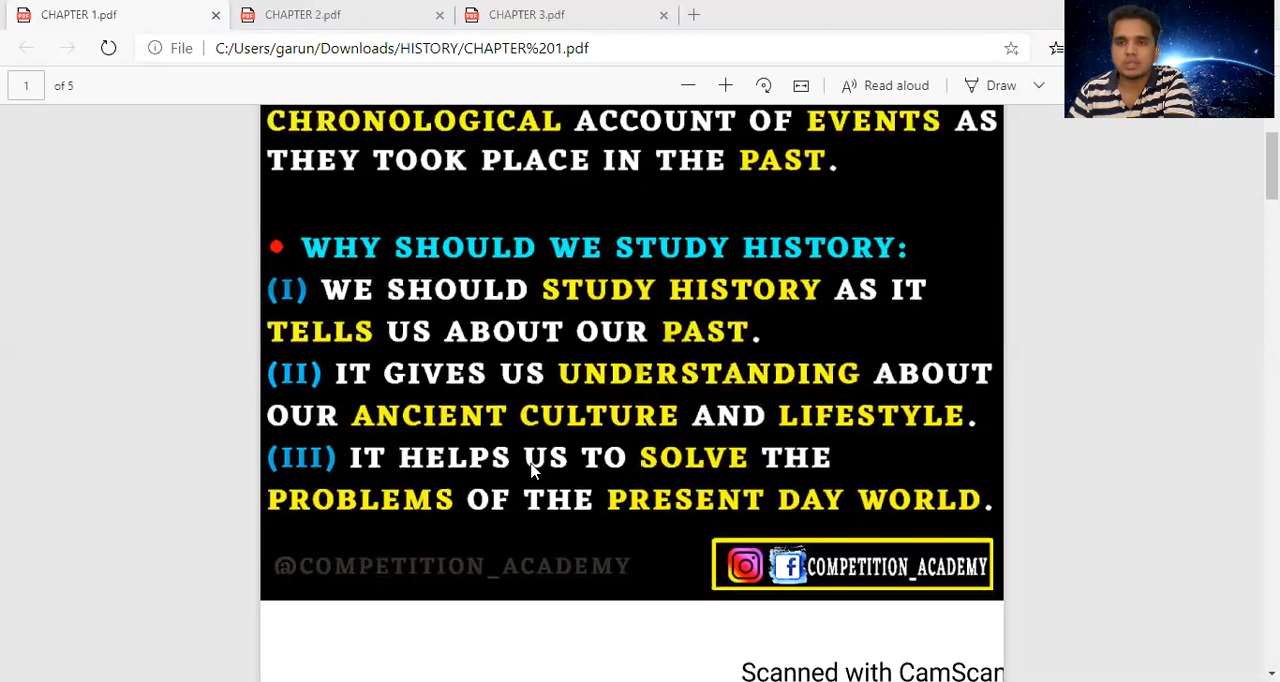 CHAPTER 1.pdf
CHAPTER 2.pdf
CHAPTER 3.pdf
File C:/Users/garun/Downloads/HISTORY/CHAPTER%201.pdf
1 of 5 Read aloud Draw
CHRONOLOGICAL ACCOUNT OF EVENTS AS
THEY TOOK PLACE IN THE PAST.
• WHY SHOULD WE STUDY HISTORY:
(I) WE SHOULD STUDY HISTORY AS IT
TELLS US ABOUT OUR PAST.
(II) IT GIVES US UNDERSTANDING ABOUT
OUR ANCIENT CULTURE AND LIFESTYLE.
(III) IT HELPS US TO SOLVE THE
PROBLEMS OF THE PRESENT DAY WORLD.
@COMPETITION_ACADEMY
COMPETITION_ACADEMY
Scanned with CamScan